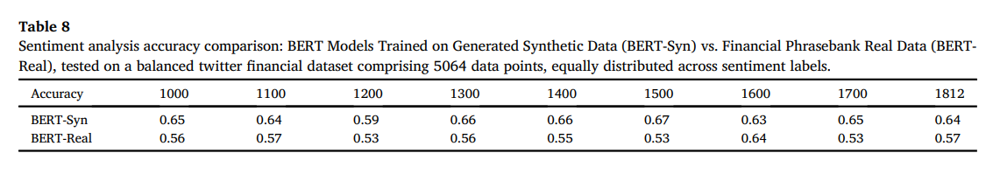 Table 8
Sentiment analysis accuracy comparison: BERT Models Trained on Generated Synthetic Data (BERT-Syn) vs. Financial Phrasebank Real Data (BERT-
Real), tested on a balanced twitter financial dataset comprising 5064 data points, equally distributed across sentiment labels.
Accuracy 1000 1100 1200 1300 1400 1500 1600 1700 1812
BERT-Syn 0.65 0.64 0.59 0.66 0.66 0.67 0.63 0.65 0.64
BERT-Real 0.56 0.57 0.53 0.56 0.55 0.53 0.64 0.53 0.57